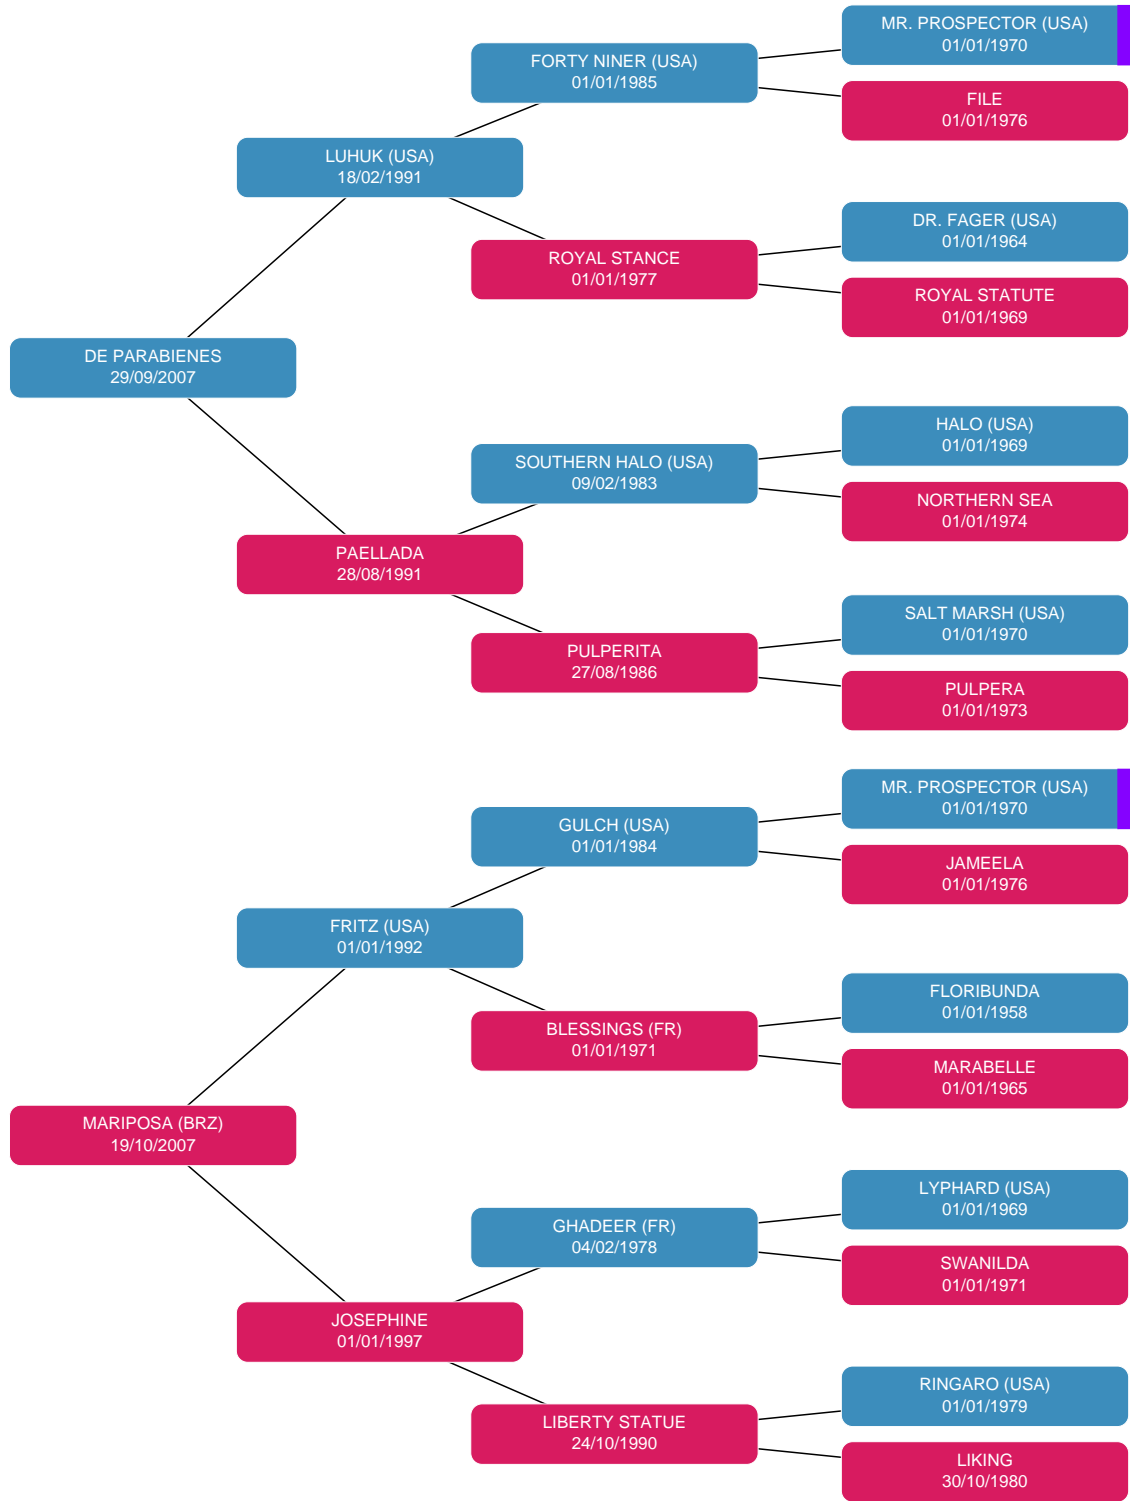 MR. PROSPECTOR (USA)
01/01/1970
FORTY NINER (USA)
01/01/1985
FILE
01/01/1976
LUHUK (USA)
18/02/1991
DR. FAGER (USA)
01/01/1964
ROYAL STANCE
01/01/1977
ROYAL STATUTE
01/01/1969
DE PARABIENES
29/09/2007
HALO (USA)
01/01/1969
SOUTHERN HALO (USA)
09/02/1983
NORTHERN SEA
01/01/1974
PAELLADA
28/08/1991
SALT MARSH (USA)
01/01/1970
PULPERITA
27/08/1986
PULPERA
01/01/1973
MR. PROSPECTOR (USA)
01/01/1970
GULCH (USA)
01/01/1984
JAMEELA
01/01/1976
FRITZ (USA)
01/01/1992
FLORIBUNDA
01/01/1958
BLESSINGS (FR)
01/01/1971
MARABELLE
01/01/1965
MARIPOSA (BRZ)
19/10/2007
LYPHARD (USA)
01/01/1969
GHADEER (FR)
04/02/1978
SWANILDA
01/01/1971
JOSEPHINE
01/01/1997
RINGARO (USA)
01/01/1979
LIBERTY STATUE
24/10/1990
LIKING
30/10/1980